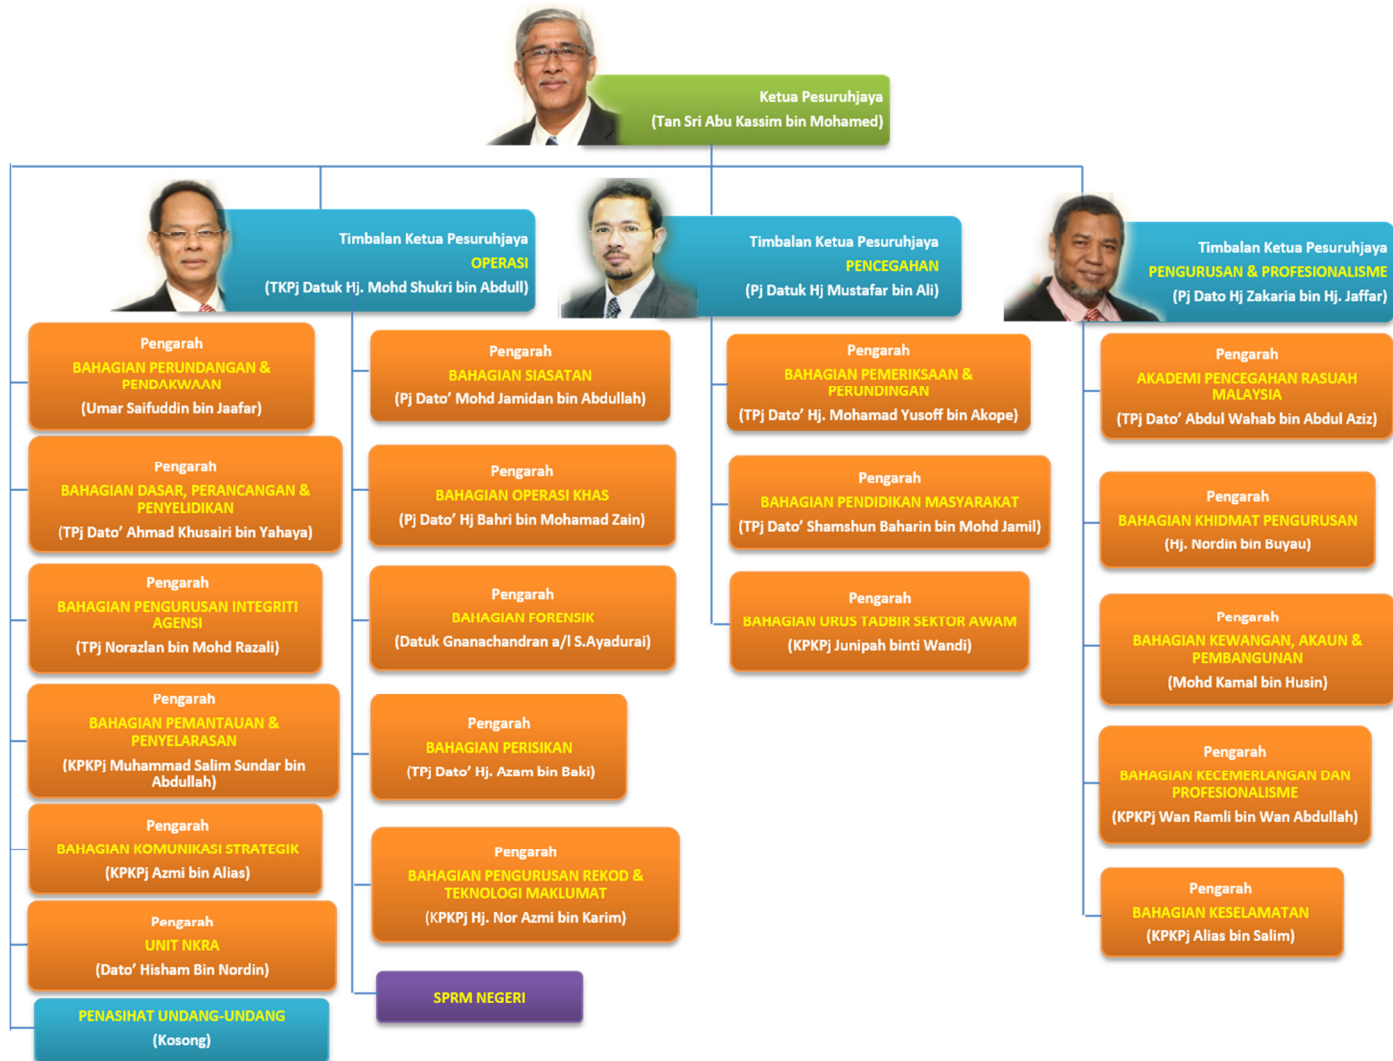 Ketua Pesuruhjaya
(Tan Sri Abu Kassim bin Mohamed)
Timbalan Ketua Pesuruhjaya
OPERASI
(TKPj Datuk Hj. Mohd Shukri bin Abdull)
Timbalan Ketua Pesuruhjaya
PENCEGAHAN
(Pj Datuk Hj Mustafar bin Ali)
Timbalan Ketua Pesuruhjaya
PENGURUSAN & PROFESIONALISME
(Pj Dato Hj Zakaria bin Hj. Jaffar)
Pengarah
BAHAGIAN PERUNDANGAN &
PENDAKWAAN
(Umar Saifuddin bin Jaafar)
Pengarah
BAHAGIAN DASAR, PERANCANGAN &
PENYELIDIKAN
(TPj Dato’ Ahmad Khusairi bin Yahaya)
Pengarah
BAHAGIAN PENGURUSAN INTEGRITI
AGENSI
(TPj Norazlan bin Mohd Razali)
Pengarah
BAHAGIAN PEMANTAUAN &
PENYELARASAN
(KPKPj Muhammad Salim Sundar bin
Abdullah)
Pengarah
BAHAGIAN KOMUNIKASI STRATEGIK
(KPKPj Azmi bin Alias)
Pengarah
UNIT NKRA
(Dato’ Hisham Bin Nordin)
PENASIHAT UNDANG-UNDANG
(Kosong)
Pengarah
BAHAGIAN SIASATAN
(Pj Dato’ Mohd Jamidan bin Abdullah)
Pengarah
BAHAGIAN OPERASI KHAS
(Pj Dato’ Hj Bahri bin Mohamad Zain)
Pengarah
BAHAGIAN FORENSIK
(Datuk Gnanachandran a/l S.Ayadurai)
Pengarah
BAHAGIAN PERISIKAN
(TPj Dato’ Hj. Azam bin Baki)
Pengarah
BAHAGIAN PENGURUSAN REKOD &
TEKNOLOGI MAKLUMAT
(KPKPj Hj. Nor Azmi bin Karim)
SPRM NEGERI
Pengarah
BAHAGIAN PEMERIKSAAN &
PERUNDINGAN
(TPj Dato’ Hj. Mohamad Yusoff bin Akope)
Pengarah
BAHAGIAN PENDIDIKAN MASYARAKAT
(TPj Dato’ Shamshun Baharin bin Mohd Jamil)
Pengarah
BAHAGIAN URUS TADBIR SEKTOR AWAM
(KPKPj Junipah binti Wandi)
Pengarah
AKADEMI PENCEGAHAN RASUAH
MALAYSIA
(TPj Dato’ Abdul Wahab bin Abdul Aziz)
Pengarah
BAHAGIAN KHIDMAT PENGURUSAN
(Hj. Nordin bin Buyau)
Pengarah
BAHAGIAN KEWANGAN, AKAUN &
PEMBANGUNAN
(Mohd Kamal bin Husin)
Pengarah
BAHAGIAN KECEMERLANGAN DAN
PROFESIONALISME
(KPKPj Wan Ramli bin Wan Abdullah)
Pengarah
BAHAGIAN KESELAMATAN
(KPKPj Alias bin Salim)